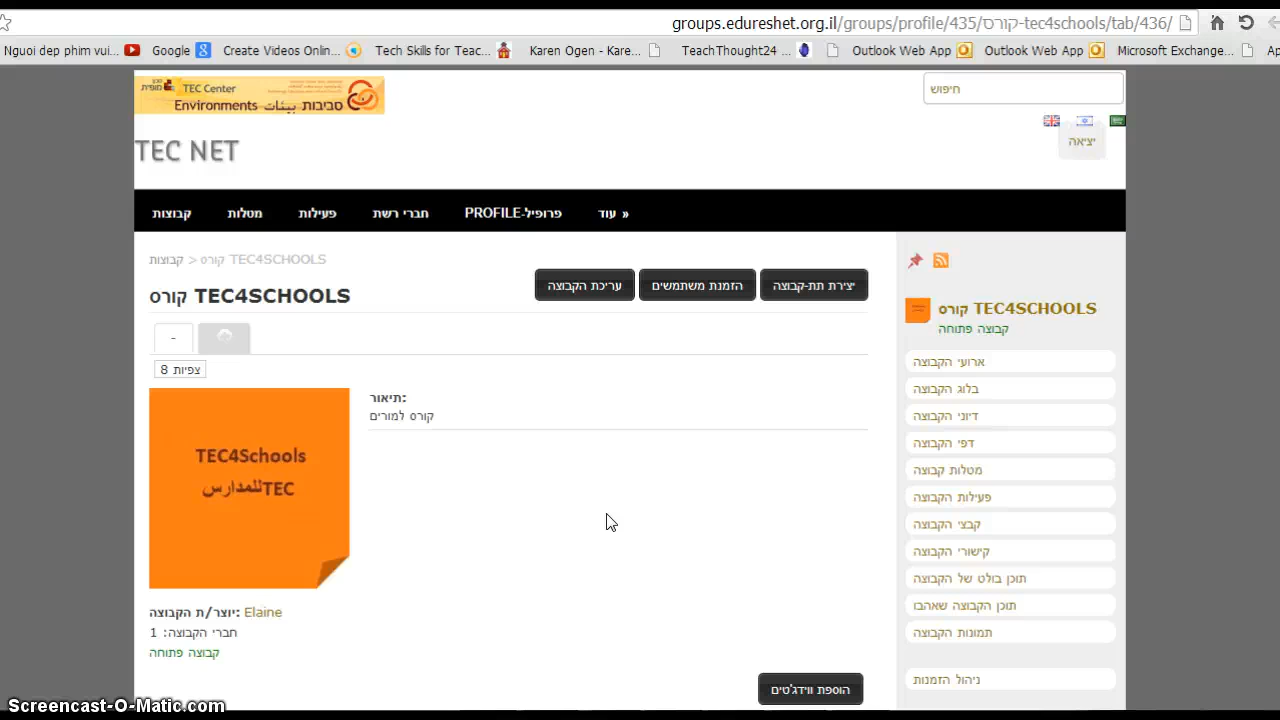 groups.edureshet.org.il/groups/profile/435/קורס-tec4schools/tab/436/
Nguoi dep phim vui...
Google
Create Videos Onlin...
Tech Skills for Teac...
Karen Ogen - Kare...
TeachThought24 ...
Outlook Web App
Outlook Web App
Microsoft Exchange...
TEC Center
Environments بيئات סביבות
חיפוש
TEC NET
יציאה
קבוצות
מטלות
פעילות
חברי רשת
פרופיל-PROFILE
עוד »
קבוצות > קורס TEC4SCHOOLS
קורס TEC4SCHOOLS
עריכת הקבוצה
הזמנת משתמשים
יצירת תת-קבוצה
-
צפיות 8
TEC4Schools
TECللمدارس
תיאור:
קורס למורים
יוצר/ת הקבוצה: Elaine
חברי הקבוצה: 1
קבוצה פתוחה
הוספת ווידג'טים
קורס TEC4SCHOOLS
קבוצה פתוחה
ארועי הקבוצה
בלוג הקבוצה
דיוני הקבוצה
דפי הקבוצה
מטלות קבוצה
פעילות הקבוצה
קבצי הקבוצה
קישורי הקבוצה
תוכן בולט של הקבוצה
תוכן הקבוצה שאהבו
תמונות הקבוצה
ניהול הזמנות
Screencast-O-Matic.com